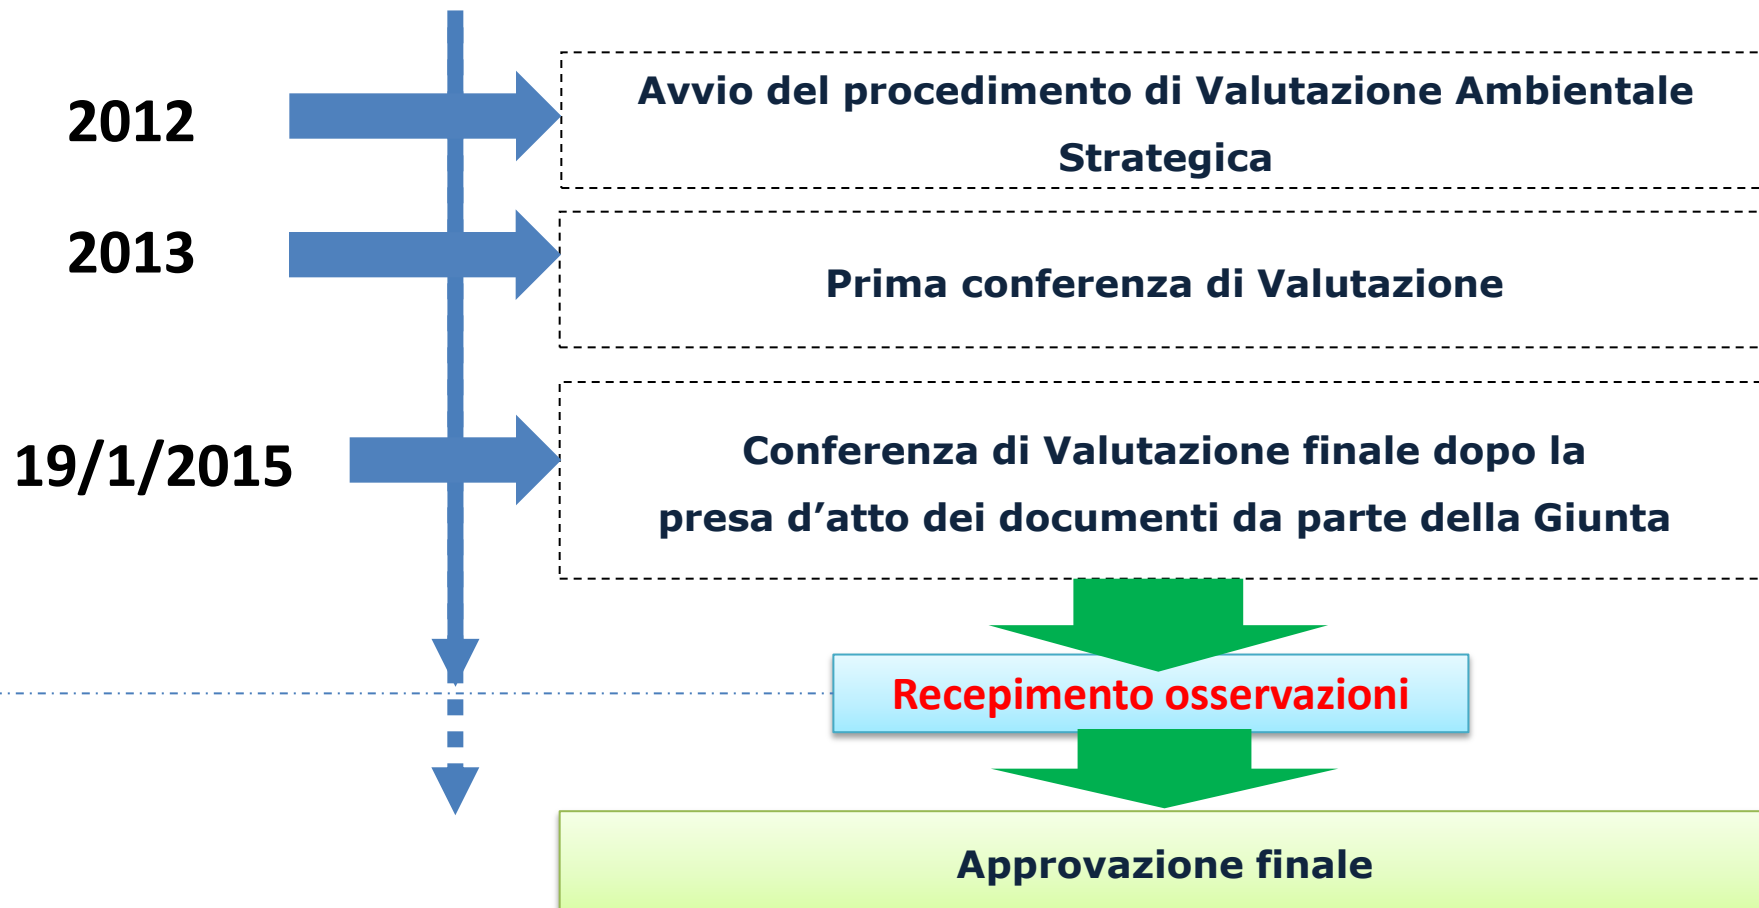 2012
Avvio del procedimento di Valutazione Ambientale
Strategica
2013
Prima conferenza di Valutazione
19/1/2015
Conferenza di Valutazione finale dopo la
presa d’atto dei documenti da parte della Giunta
Recepimento osservazioni
Approvazione finale